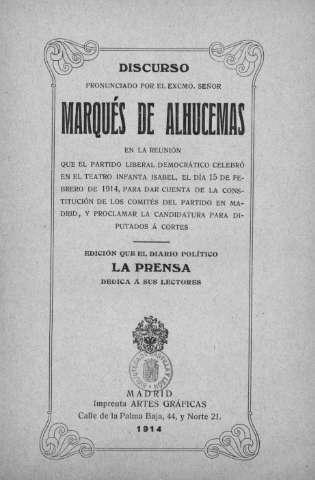 DISCURSO
PRONUNCIADO POR EL EXCMO. SEÑOR
MARQUÉS DE ALHUCEMAS
EN LA REUNIÓN
QUE EL PARTIDO LIBERAL DEMOCRÁTICO CELEBRÓ
EN EL TEATRO INFANTA ISABEL, EL DÍA 15 DE FE-
BRERO DE 1914, PARA DAR CUENTA DE LA CONS-
TITUCIÓN DE LOS COMITÉS DEL PARTIDO EN MA-
DRID, Y PROCLAMAR LA CANDIDATURA PARA DI-
PUTADOS Á CORTES
EDICIÓN QUE EL DIARIO POLÍTICO
LA PRENSA
DEDICA Á SUS LECTORES
MADRID
Imprenta ARTES GRÁFICAS
Calle de la Palma Baja, 44, y Norte 21.
1914